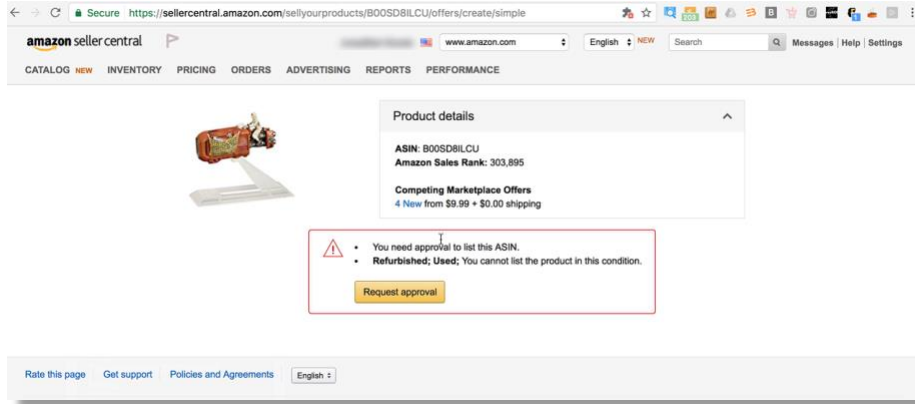 Secure https://sellercentral.amazon.com/sellyourproducts/B00SD8ILCU/offers/create/simple
203
amazon seller central
www.amazon.com
English
NEW
Search
Messages | Help | Settings
CATALOG NEW INVENTORY PRICING ORDERS ADVERTISING REPORTS PERFORMANCE
Product details
ASIN: B00SD8ILCU
Amazon Sales Rank: 303,895
Competing Marketplace Offers
4 New from $9.99 + $0.00 shipping
• You need approval to list this ASIN.
• Refurbished; Used; You cannot list the product in this condition.
Request approval
Rate this page Get support Policies and Agreements English